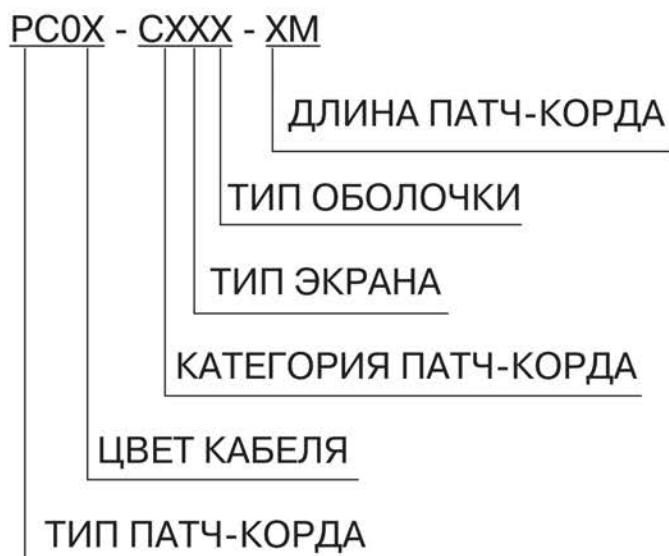 PC0X - CXXX - XM
ДЛИНА ПАТЧ-КОРДА
ТИП ОБОЛОЧКИ
ТИП ЭКРАНА
КАТЕГОРИЯ ПАТЧ-КОРДА
ЦВЕТ КАБЕЛЯ
ТИП ПАТЧ-КОРДА